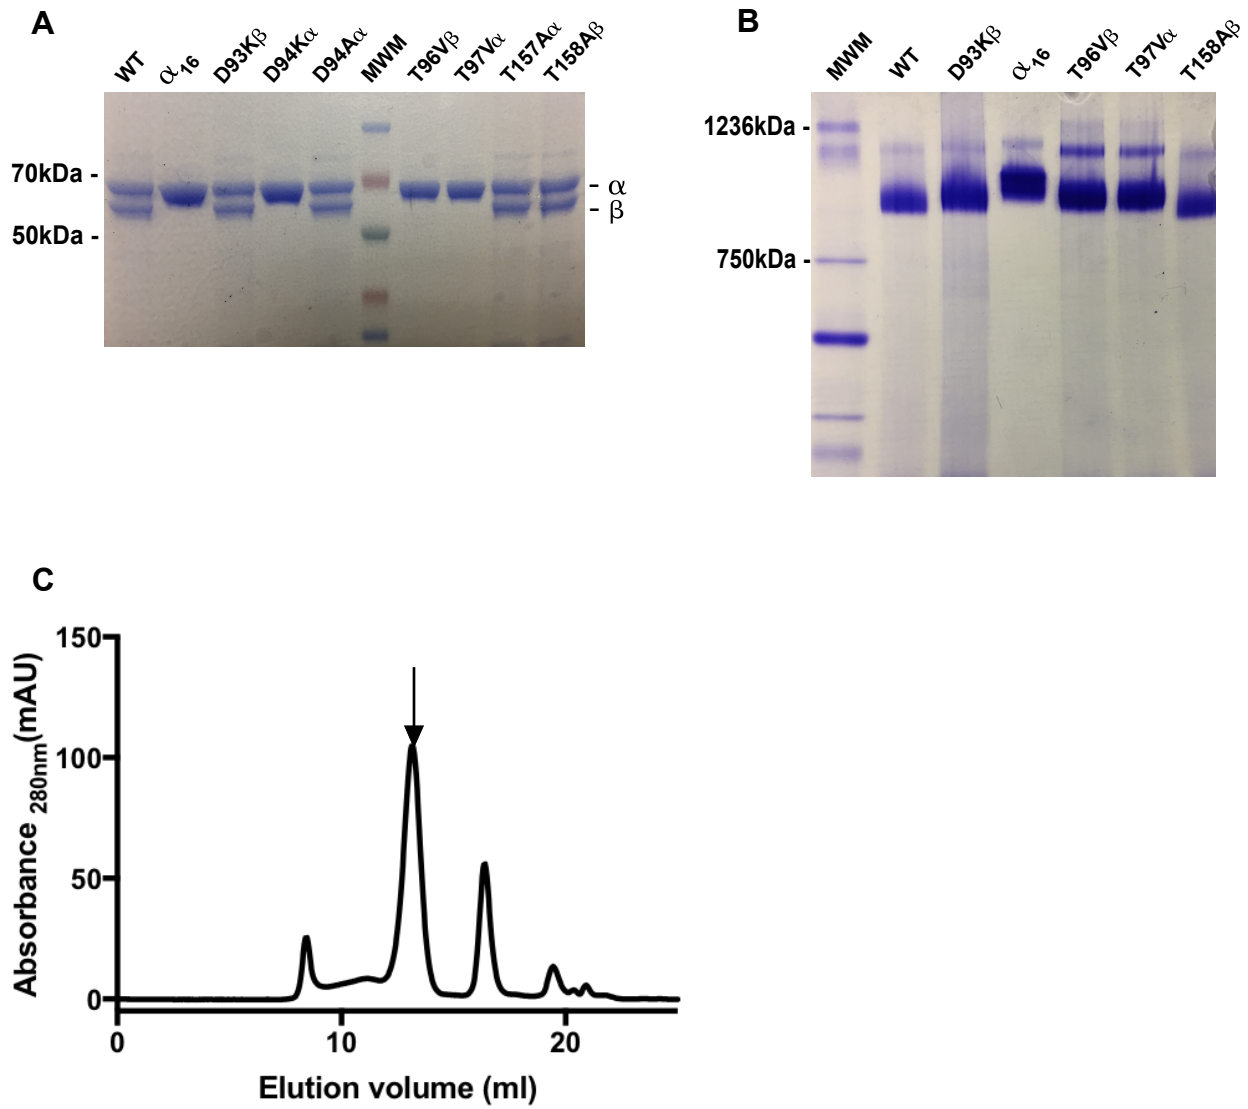 A
WT α16 D93Kβ D94Kα D94Aα MWM T96Vβ T97Vα T157Aα T158Aβ
70kDa -
- α
- β
50kDa -
B
MWM WT D93Kβ α16 T96Vβ T97Vα T158Aβ
1236kDa -
750kDa -
C
150
100
50
0
Absorbance 280nm(mAU)
0 10 20
Elution volume (ml)